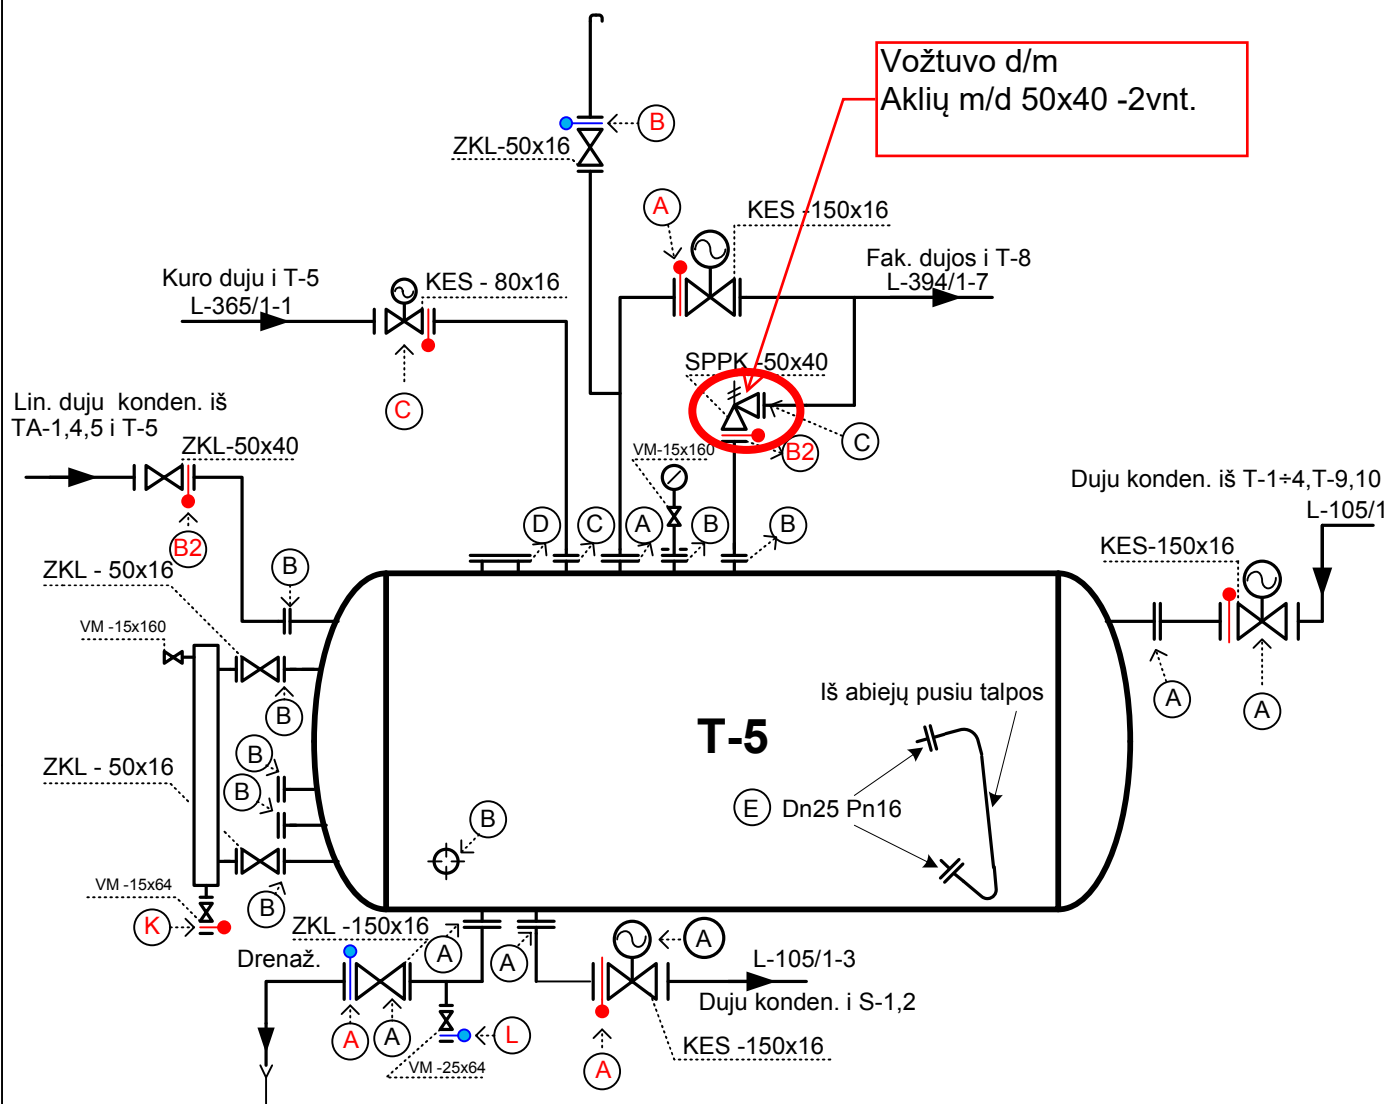 Vožtuvo d/m
Aklių m/d 50x40 -2vnt.
B
ZKL-50x16
A
KES -150x16
Fak. dujos i T-8
L-394/1-7
Kuro duju i T-5
L-365/1-1
KES - 80x16
SPPK -50x40
C
C
B2
Lin. duju konden. iš
TA-1,4,5 i T-5
ZKL-50x40
VM-15x160
Duju konden. iš T-1÷4,T-9,10
L-105/1
B2
D
C
A
B
B
KES-150x16
ZKL - 50x16
B
VM -15x160
A
A
B
Iš abiejų pusiu talpos
T-5
B
ZKL - 50x16
B
E
Dn25 Pn16
B
VM -15x64
B
K
ZKL -150x16
A
A
A
Drenaž.
L-105/1-3
Duju konden. i S-1,2
A
A
L
KES -150x16
VM -25x64
A